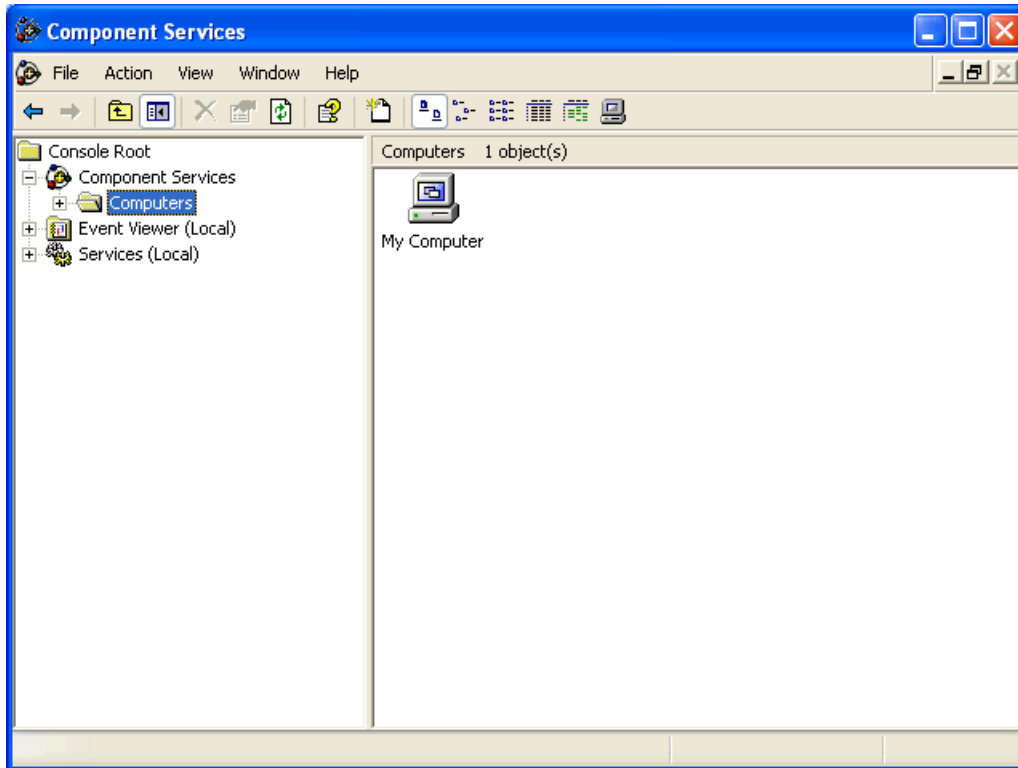 Component Services
File Action View Window Help
Console Root
Component Services
Computers
Event Viewer (Local)
Services (Local)
Computers 1 object(s)
My Computer